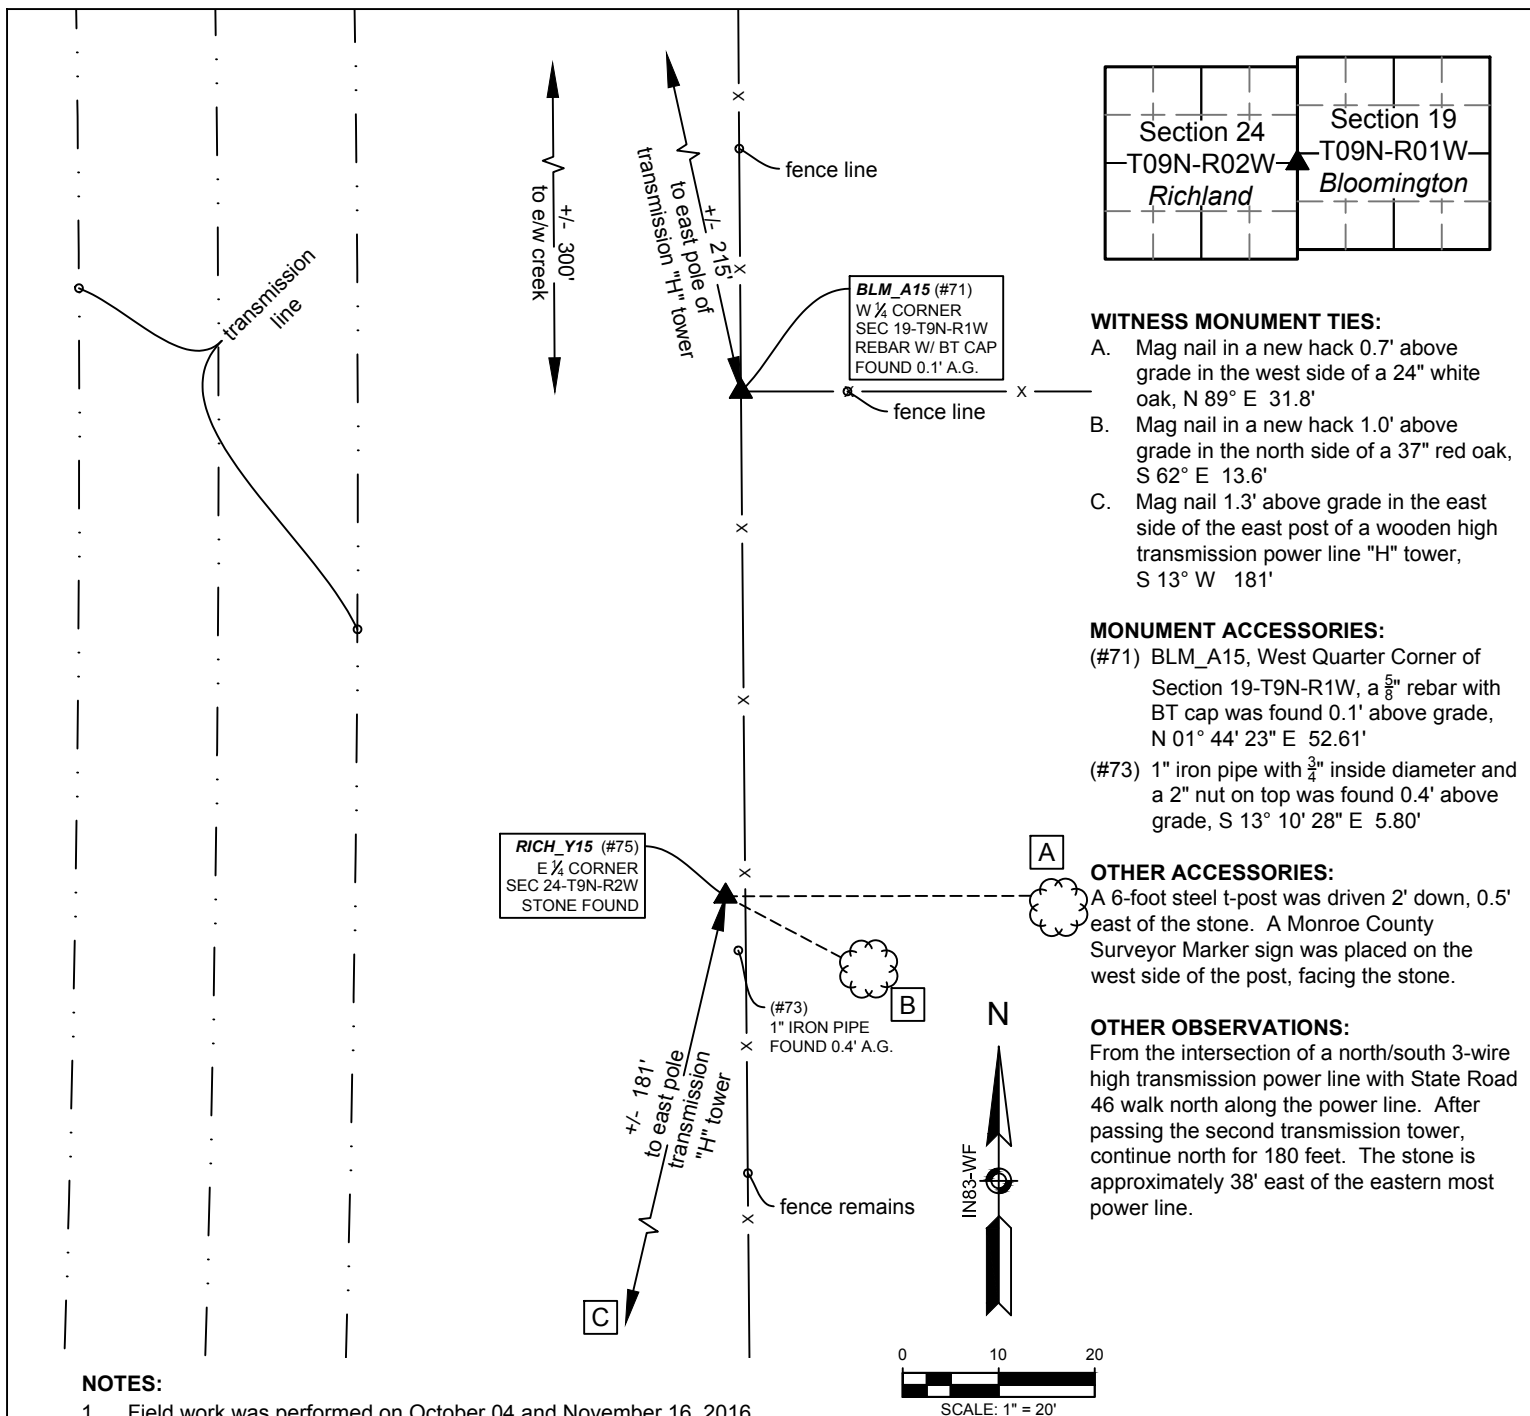 fence line
+/- 300'
to e/w creek
+/- 215'
to east pole of
transmission "H" tower
transmission
line
BLM_A15 (#71)
W ¼ CORNER
SEC 19-T9N-R1W
REBAR W/ BT CAP
FOUND 0.1' A.G.
fence line
RICH_Y15 (#75)
E ¼ CORNER
SEC 24-T9N-R2W
STONE FOUND
A
B
(#73)
1" IRON PIPE
FOUND 0.4' A.G.
+/- 181'
to east pole
transmission
"H" tower
fence remains
C
Section 24
T09N-R02W
Richland
Section 19
T09N-R01W
Bloomington
WITNESS MONUMENT TIES:
A. Mag nail in a new hack 0.7' above
grade in the west side of a 24" white
oak, N 89° E 31.8'
B. Mag nail in a new hack 1.0' above
grade in the north side of a 37" red oak,
S 62° E 13.6'
C. Mag nail 1.3' above grade in the east
side of the east post of a wooden high
transmission power line "H" tower,
S 13° W 181'
MONUMENT ACCESSORIES:
(#71) BLM_A15, West Quarter Corner of
Section 19-T9N-R1W, a 5/8" rebar with
BT cap was found 0.1' above grade,
N 01° 44' 23" E 52.61'
(#73) 1" iron pipe with 3/4" inside diameter and
a 2" nut on top was found 0.4' above
grade, S 13° 10' 28" E 5.80'
OTHER ACCESSORIES:
A 6-foot steel t-post was driven 2' down, 0.5'
east of the stone. A Monroe County
Surveyor Marker sign was placed on the
west side of the post, facing the stone.
OTHER OBSERVATIONS:
From the intersection of a north/south 3-wire
high transmission power line with State Road
46 walk north along the power line. After
passing the second transmission tower,
continue north for 180 feet. The stone is
approximately 38' east of the eastern most
power line.
N
IN83-WF
0 10 20
SCALE: 1" = 20'
NOTES:
1. Field work was performed on October 04 and November 16, 2016